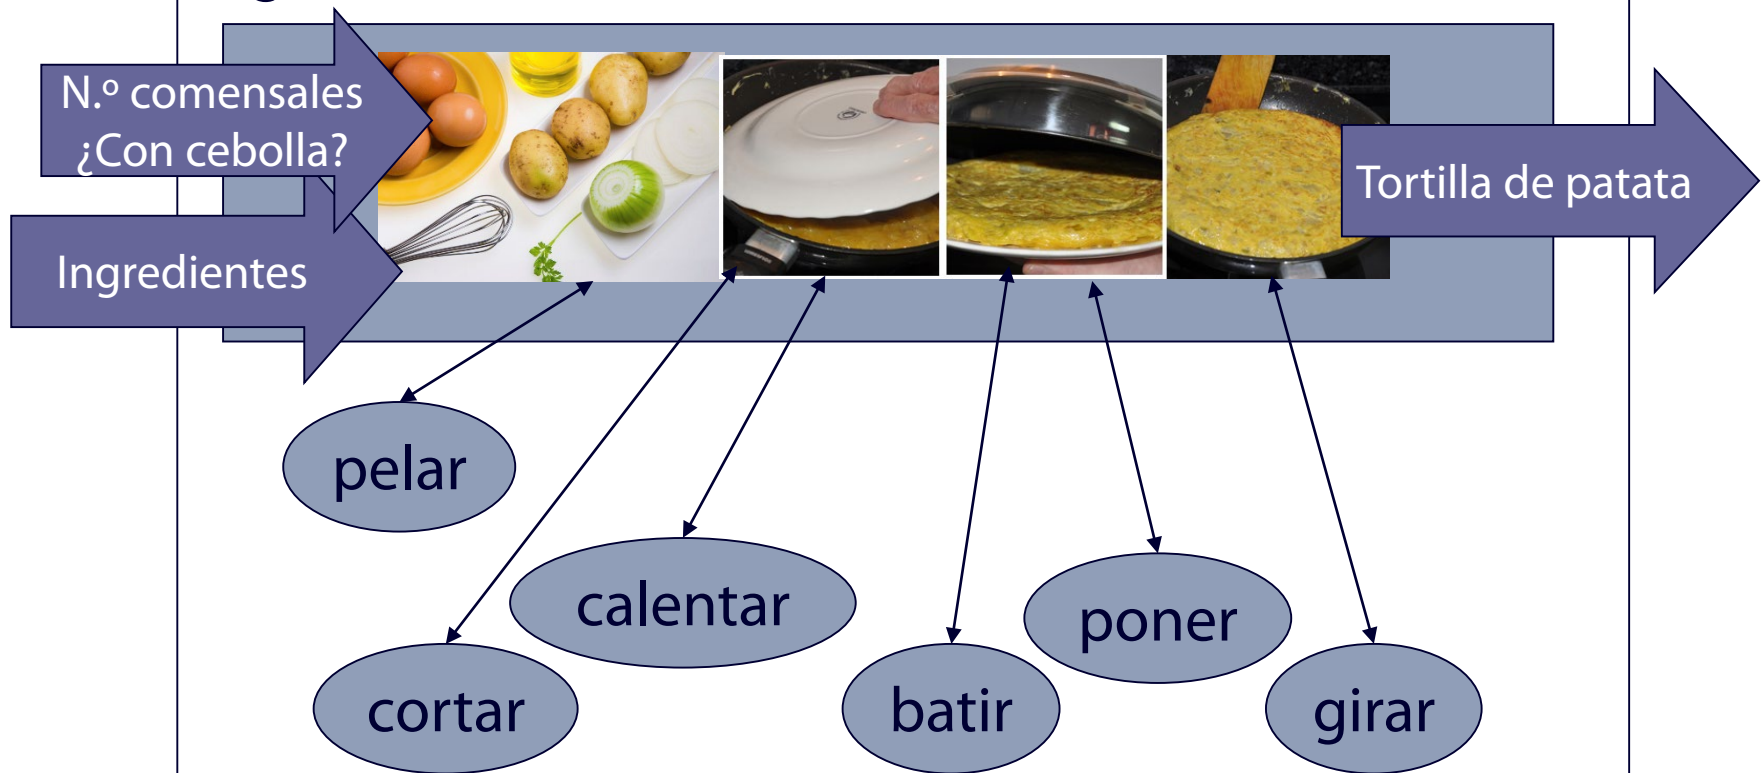 N.º comensales
¿Con cebolla?
Ingredientes
Tortilla de patata
pelar
calentar
poner
cortar
batir
girar